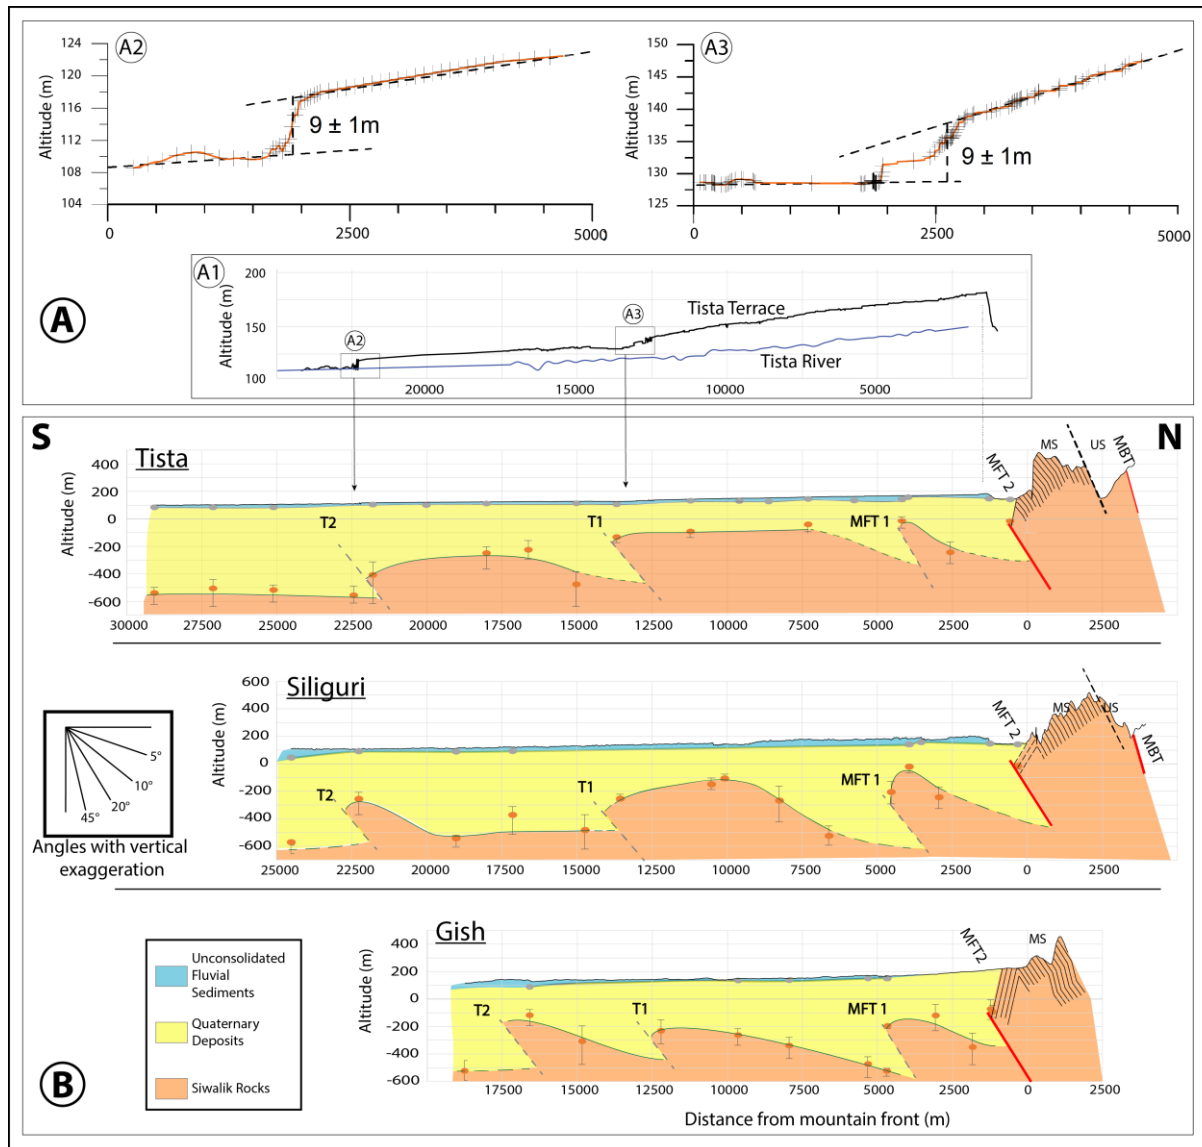 A2
Altitude (m)
124
120
116
112
108
104
9 ± 1m
0
2500
5000
A3
Altitude (m)
150
145
140
135
130
125
9 ± 1m
0
2500
5000
A
A1
Altitude (m)
200
150
100
A2
A3
Tista Terrace
Tista River
20000
15000
10000
5000
S
N
Tista
Altitude (m)
400
200
0
-200
-400
-600
T2
T1
MFT 1
MFT 2
MS
US
MBT
30000 27500 25000 22500 20000 17500 15000 12500 10000 7500 5000 2500 0 2500
Siliguri
Altitude (m)
600
400
200
0
-200
-400
-600
T2
T1
MFT 1
MFT 2
MS
US
MBT
25000 22500 20000 17500 15000 12500 10000 7500 5000 2500 0 2500
5°
10°
20°
45°
Angles with vertical
exaggeration
Gish
Altitude (m)
400
200
0
-200
-400
-600
T2
T1
MFT 1
MFT2
MS
17500 15000 12500 10000 7500 5000 2500 0 2500
Distance from mountain front (m)
B
Unconsolidated
Fluvial
Sediments
Quaternary
Deposits
Siwalik Rocks